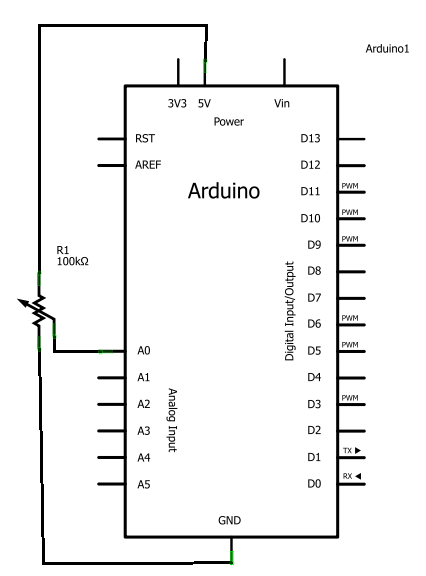 Arduino1
3V3 5V Vin
Power
RST D13
AREF D12
Arduino
D11 PWM
D10 PWM
D9 PWM
R1
100kΩ
D8
D7
Digital Input/Output
D6 PWM
A0 D5 PWM
A1 D4
A2 D3 PWM
Analog Input
A3 D2
A4 D1 TX ▶
A5 D0 RX ◀
GND